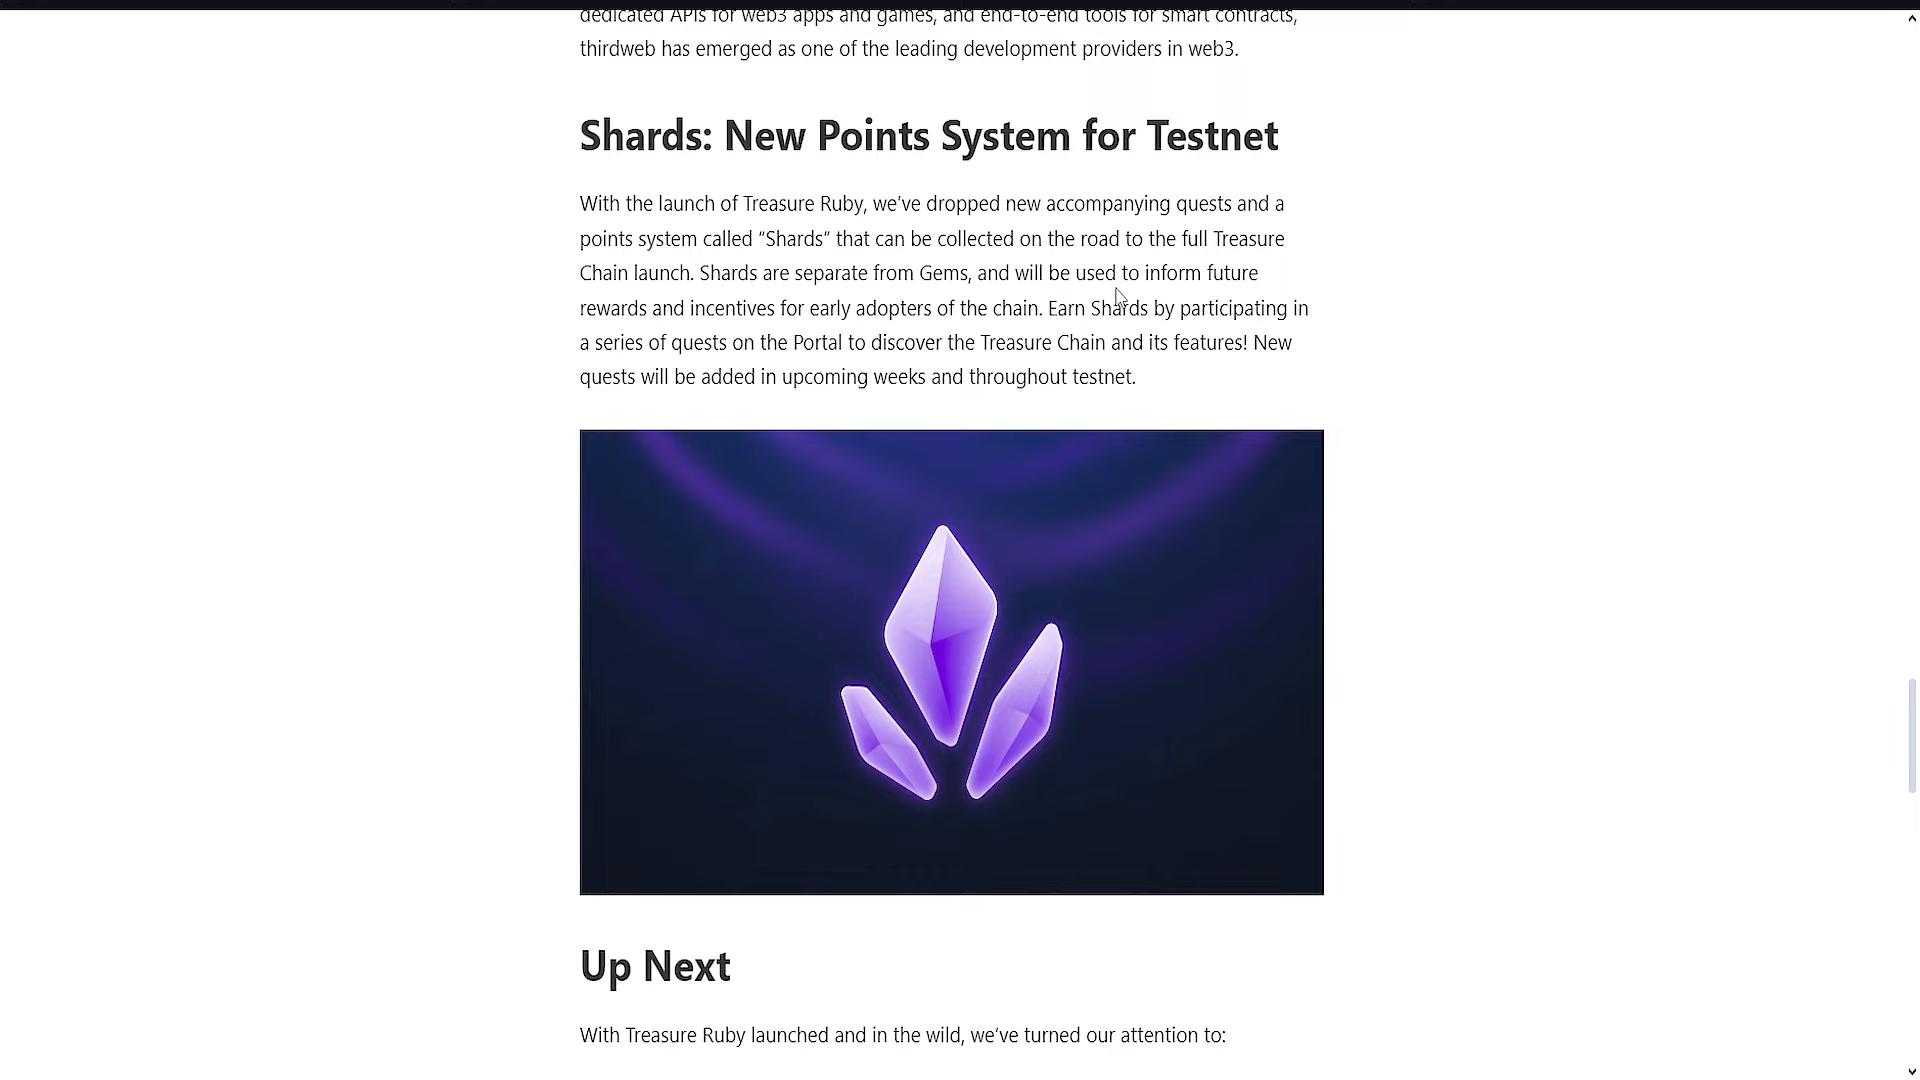 dedicated APIs for web3 apps and games, and end-to-end tools for smart contracts,
thirdweb has emerged as one of the leading development providers in web3.
Shards: New Points System for Testnet
With the launch of Treasure Ruby, we’ve dropped new accompanying quests and a
points system called “Shards” that can be collected on the road to the full Treasure
Chain launch. Shards are separate from Gems, and will be used to inform future
rewards and incentives for early adopters of the chain. Earn Shards by participating in
a series of quests on the Portal to discover the Treasure Chain and its features! New
quests will be added in upcoming weeks and throughout testnet.
Up Next
With Treasure Ruby launched and in the wild, we’ve turned our attention to: